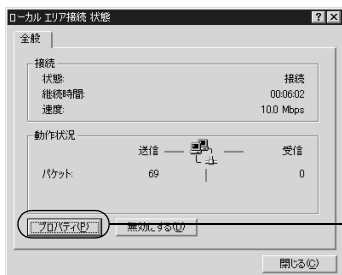 ローカル エリア接続 状態
全般
接続
状態: 接続
継続時間: 00:06:02
速度: 10.0 Mbps
動作状況
送信 受信
パケット: 69 0
プロパティ(P) 無効にする(D)
閉じる(C)